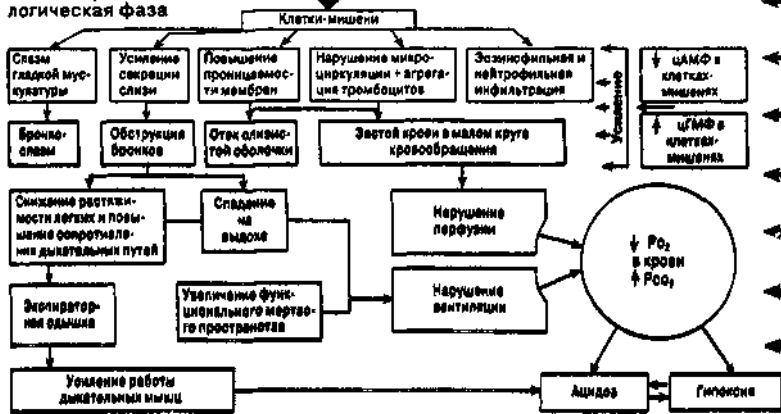 логическая фаза
Клетки-мишени
Спазм
гладкой мус-
кулатуры
Усиление
секреции
слизи
Повышение
проницаемос-
ти мембран
Нарушение микро-
циркуляции + агрега-
ция тромбоцитов
Эозинофильная и
нейтрофильная
инфильтрация
Усиление
↓ цАМФ в
клетках-
мишенях
↑ цГМФ в
клетках-
мишенях
Бронхо-
спазмы
Обструкция
бронхов
Отек слизис-
той оболочки
Застой крови в малом круге
кровообращения
Снижение растяжи-
мости легких и повы-
шение сопротивле-
ния дыхательных путей
Спадение
на
выдохе
Нарушение
перфузии
↓ Po₂
в крови
↑ Pco₂
Экспиратор-
ная одышка
Увеличение функ-
ционального мертво-
го пространства
Нарушение
вентиляции
Усиление работы
дыхательных мышц
Ацидоз
Гипоксия